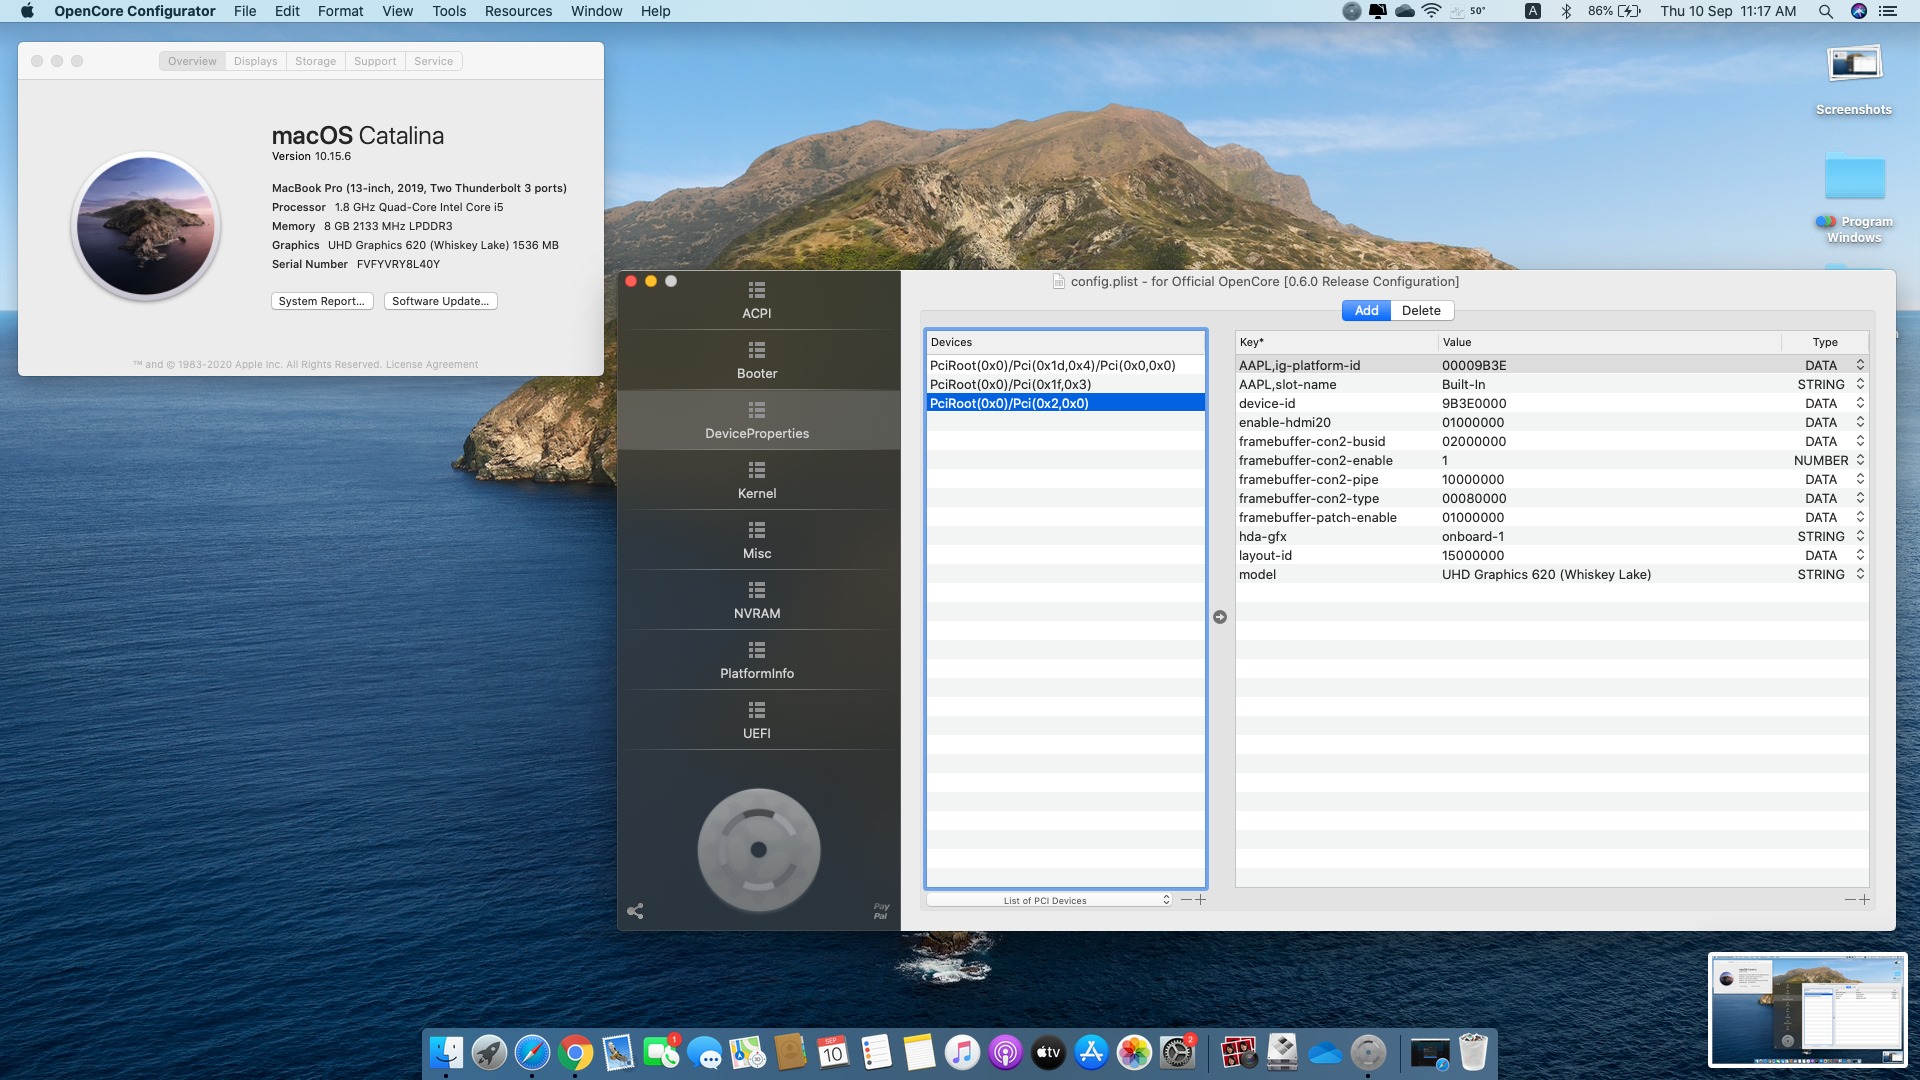 OpenCore Configurator File Edit Format View Tools Resources Window Help
50° A 86% Thu 10 Sep 11:17 AM
Overview Displays Storage Support Service
macOS Catalina
Version 10.15.6
MacBook Pro (13-inch, 2019, Two Thunderbolt 3 ports)
Processor 1.8 GHz Quad-Core Intel Core i5
Memory 8 GB 2133 MHz LPDDR3
Graphics UHD Graphics 620 (Whiskey Lake) 1536 MB
Serial Number FVFYVRY8L40Y
System Report... Software Update...
™ and © 1983-2020 Apple Inc. All Rights Reserved. License Agreement
Screenshots
Program
Windows
config.plist - for Official OpenCore [0.6.0 Release Configuration]
ACPI
Booter
DeviceProperties
Kernel
Misc
NVRAM
PlatformInfo
UEFI
Pay
Pal
Add Delete
Devices
PciRoot(0x0)/Pci(0x1d,0x4)/Pci(0x0,0x0)
PciRoot(0x0)/Pci(0x1f,0x3)
PciRoot(0x0)/Pci(0x2,0x0)
List of PCI Devices
Key* Value Type
AAPL,ig-platform-id 00009B3E DATA
AAPL,slot-name Built-In STRING
device-id 9B3E0000 DATA
enable-hdmi20 01000000 DATA
framebuffer-con2-busid 02000000 DATA
framebuffer-con2-enable 1 NUMBER
framebuffer-con2-pipe 10000000 DATA
framebuffer-con2-type 00080000 DATA
framebuffer-patch-enable 01000000 DATA
hda-gfx onboard-1 STRING
layout-id 15000000 DATA
model UHD Graphics 620 (Whiskey Lake) STRING
1
SEP
10
tv
2